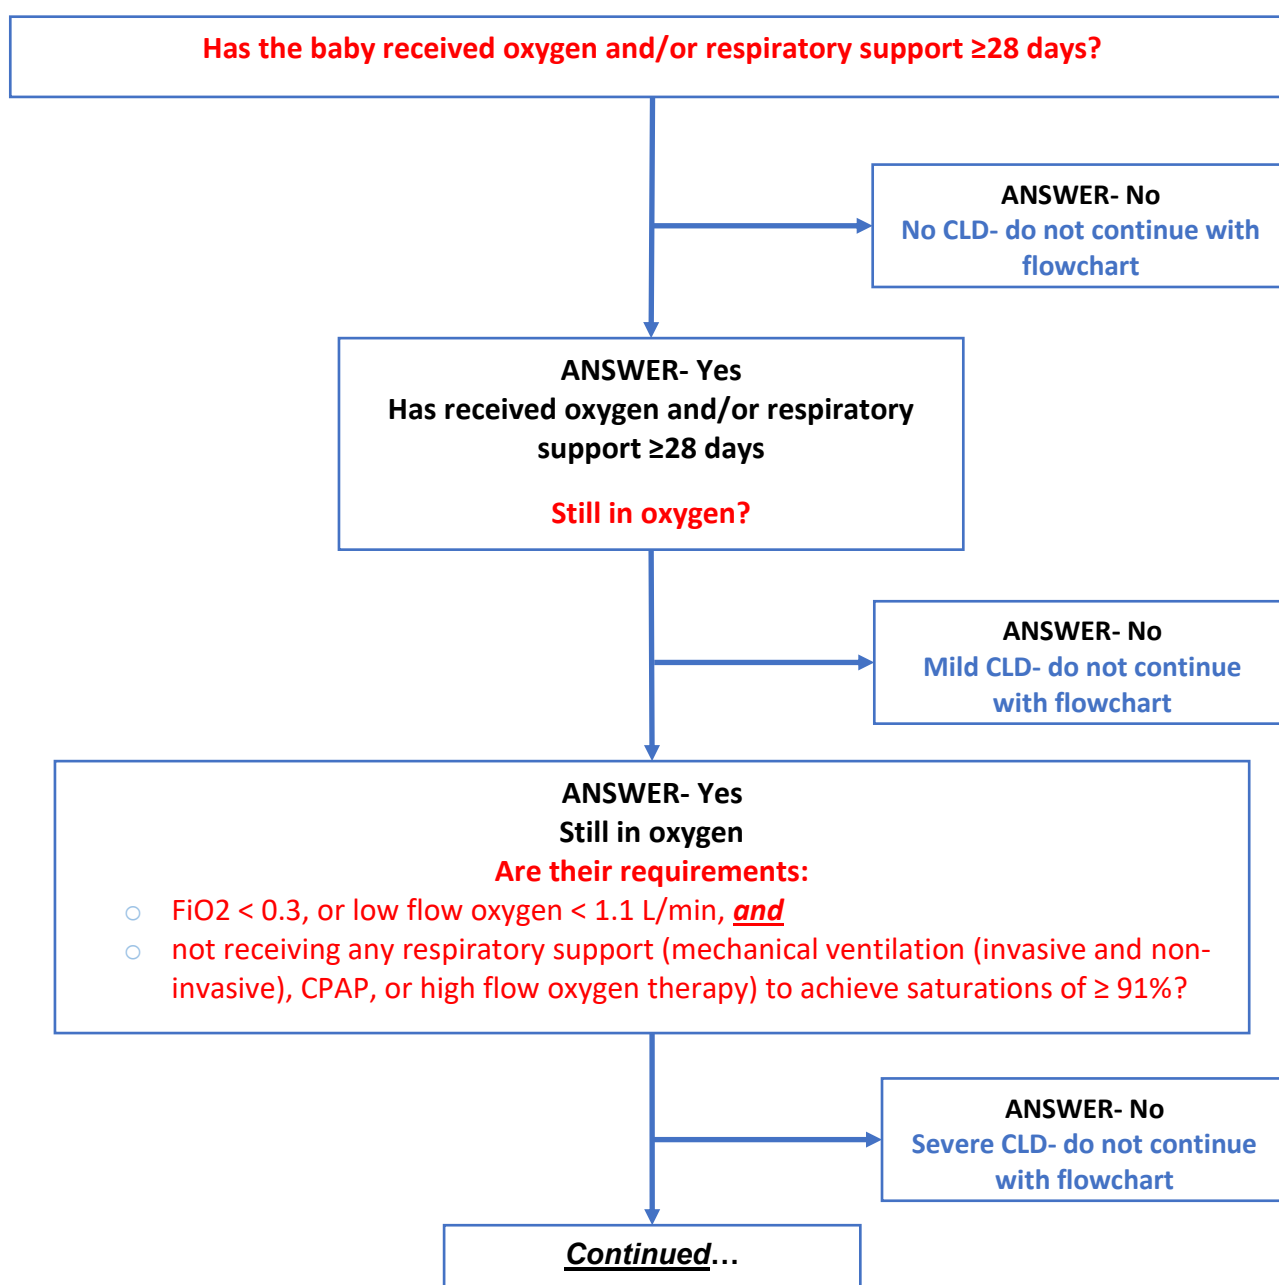 Has the baby received oxygen and/or respiratory support ≥28 days?
ANSWER- No
No CLD- do not continue with
flowchart
ANSWER- Yes
Has received oxygen and/or respiratory
support ≥28 days
Still in oxygen?
ANSWER- No
Mild CLD- do not continue
with flowchart
ANSWER- Yes
Still in oxygen
Are their requirements:
○ FiO2 < 0.3, or low flow oxygen < 1.1 L/min, and
○ not receiving any respiratory support (mechanical ventilation (invasive and non-
invasive), CPAP, or high flow oxygen therapy) to achieve saturations of ≥ 91%?
ANSWER- No
Severe CLD- do not continue
with flowchart
Continued...